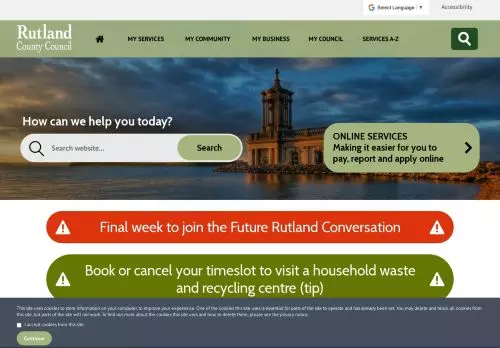 Select Language ▼
Accessibility
Rutland
County Council
MY SERVICES
MY COMMUNITY
MY BUSINESS
MY COUNCIL
SERVICES A-Z
How can we help you today?
Search website...
Search
ONLINE SERVICES
Making it easier for you to
pay, report and apply online
Final week to join the Future Rutland Conversation
Book or cancel your timeslot to visit a household waste
and recycling centre (tip)
This site uses cookies to store information on your computer, to improve your experience. One of the cookies this site uses is essential for parts of the site to operate and has already been set. You may delete and block all cookies from
this site, but parts of the site will not work. To find out more about the cookies this site uses and how to delete them, please see the privacy notice.
I accept cookies from this site
Continue